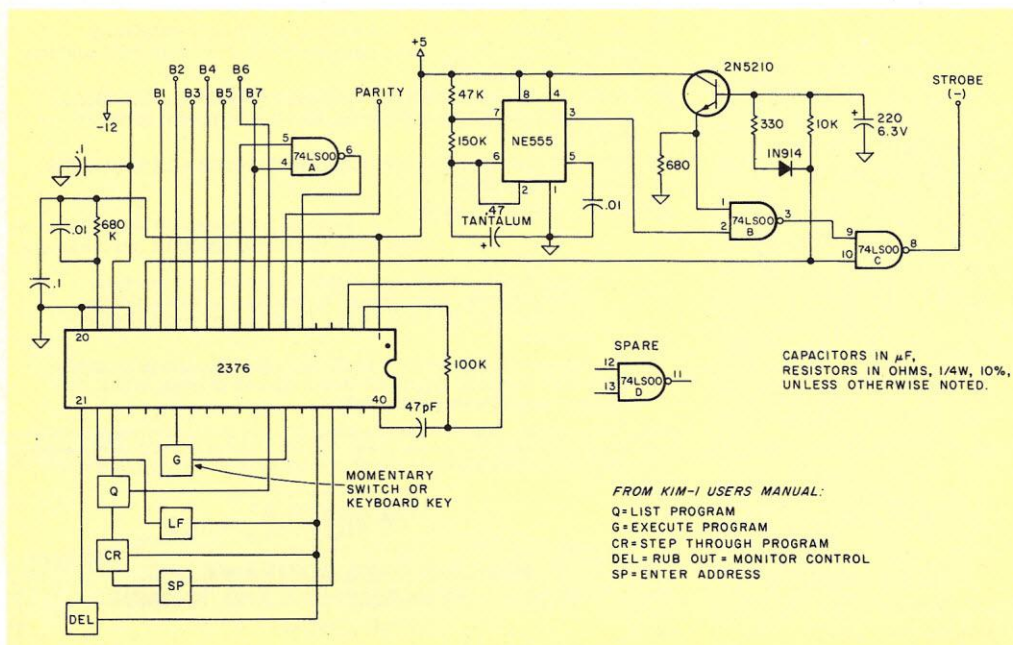 +5
B2
B4
B6
B1
B3
B5
B7
PARITY
-12
.1
5
4
74LS00
A
6
47K
150K
8
4
7
3
NE555
6
5
2
1
.47
TANTALUM
+
.01
2N5210
680
330
10K
+
220
6.3V
1N914
STROBE
(-)
1
2
74LS00
B
3
9
10
74LS00
C
8
.01
680
K
.1
20
1
2376
21
40
100K
47pF
SPARE
12
13
74LS00
D
11
CAPACITORS IN μF,
RESISTORS IN OHMS, 1/4W, 10%,
UNLESS OTHERWISE NOTED.
G
Q
LF
CR
SP
DEL
MOMENTARY
SWITCH OR
KEYBOARD KEY
FROM KIM-1 USERS MANUAL:
Q=LIST PROGRAM
G=EXECUTE PROGRAM
CR=STEP THROUGH PROGRAM
DEL=RUB OUT=MONITOR CONTROL
SP=ENTER ADDRESS